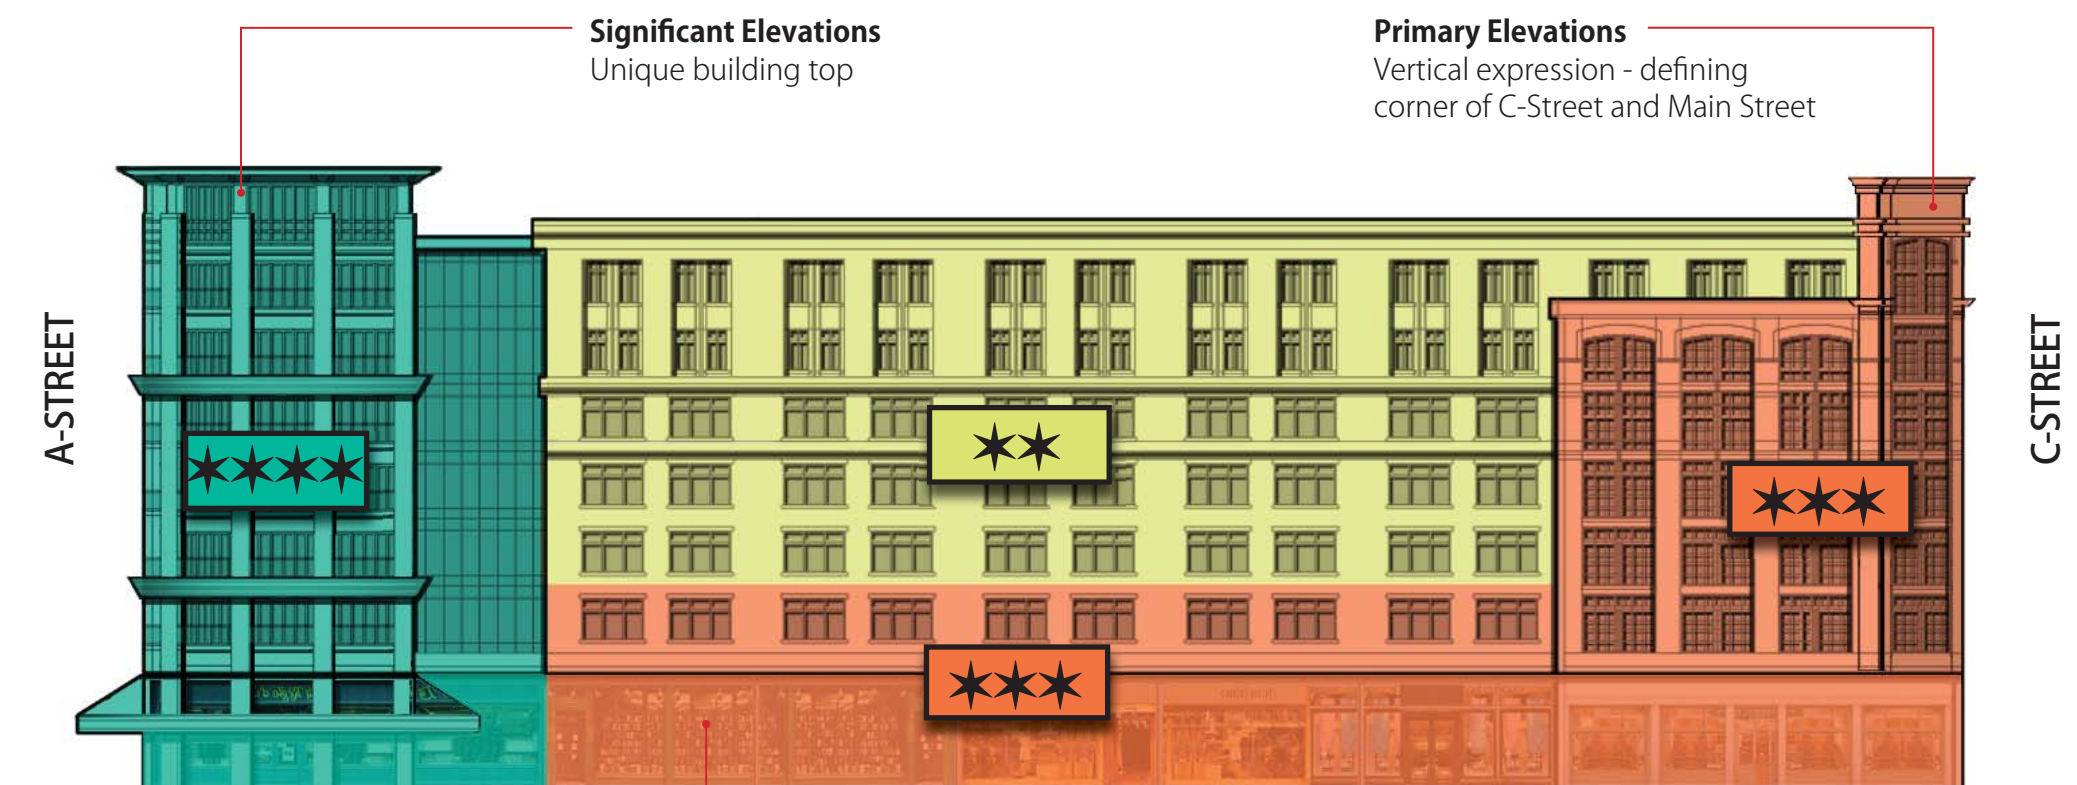 Significant Elevations
Unique building top
Primary Elevations
Vertical expression - defining
corner of C-Street and Main Street
A-STREET
C-STREET